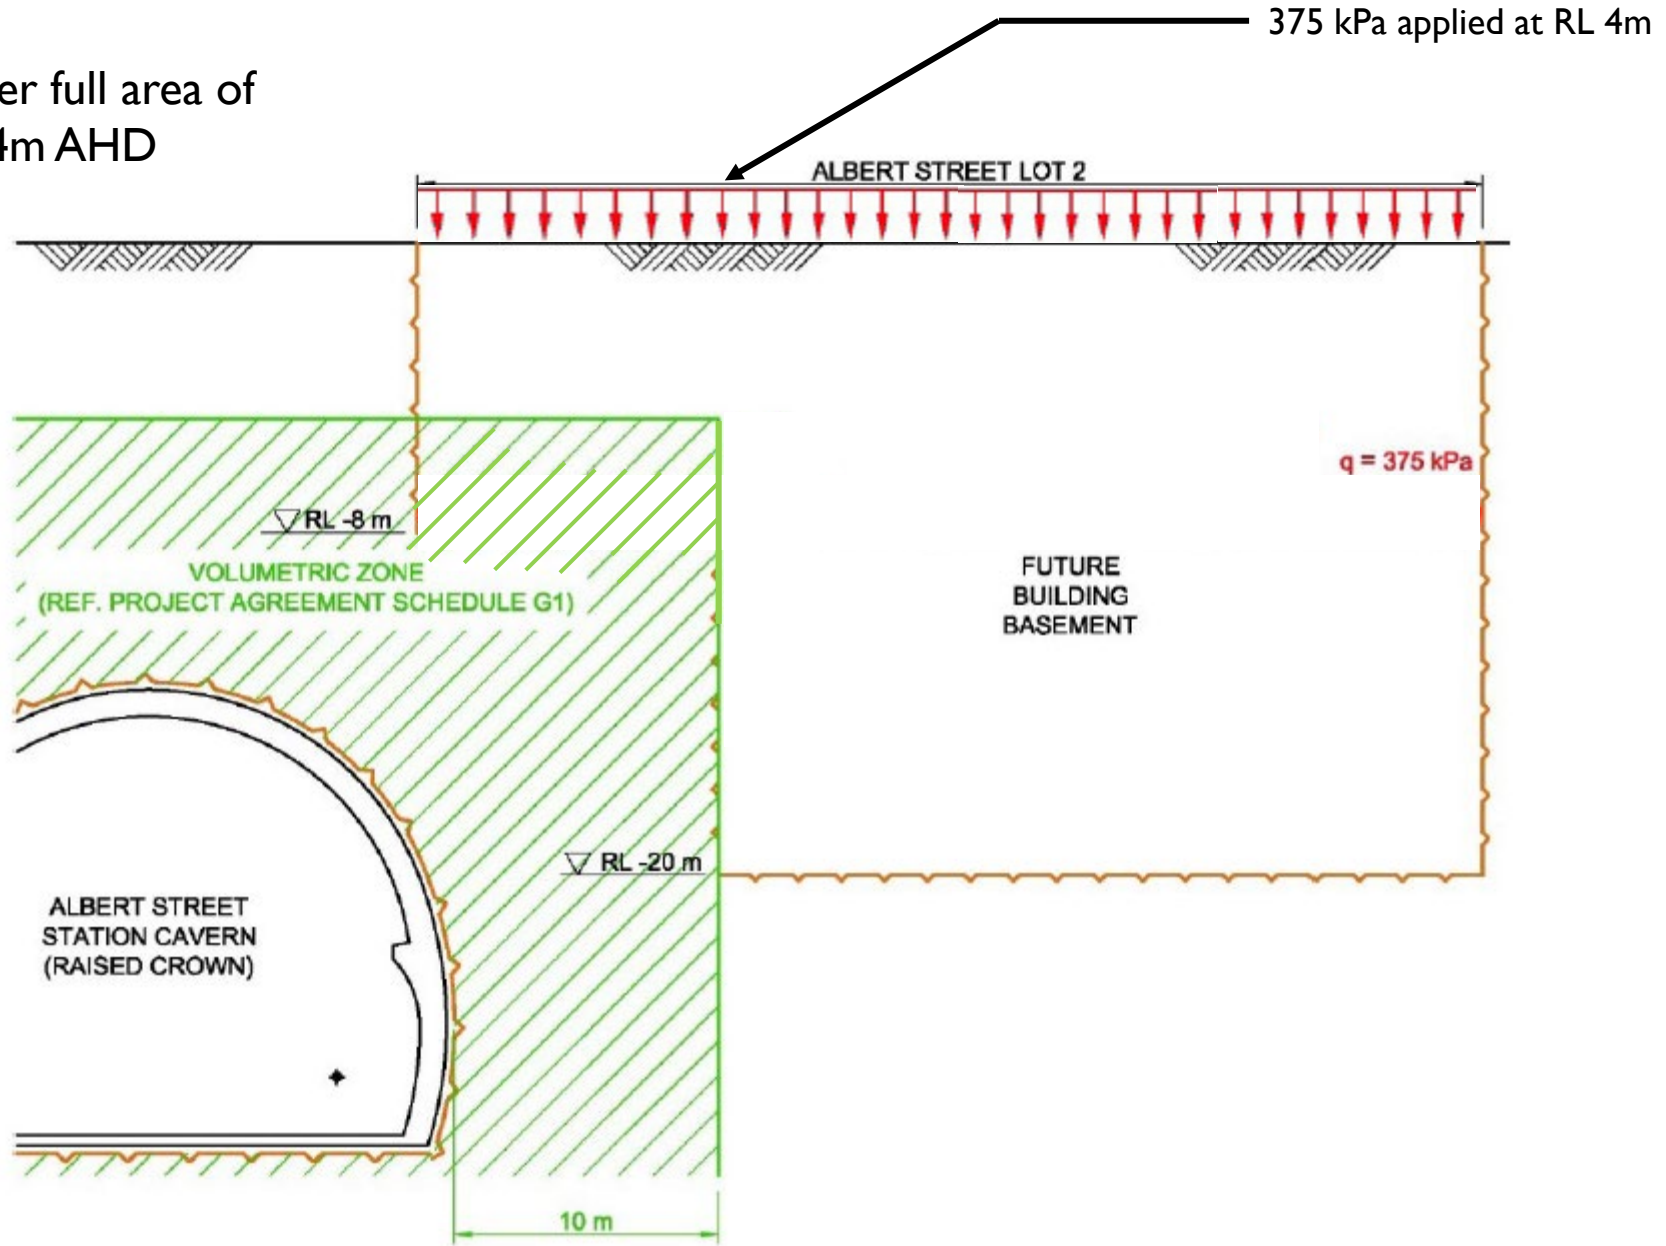 375 kPa applied at RL 4m
er full area of
4m AHD
ALBERT STREET LOT 2
q = 375 kPa
RL -8 m
VOLUMETRIC ZONE
(REF. PROJECT AGREEMENT SCHEDULE G1)
FUTURE
BUILDING
BASEMENT
RL -20 m
ALBERT STREET
STATION CAVERN
(RAISED CROWN)
10 m